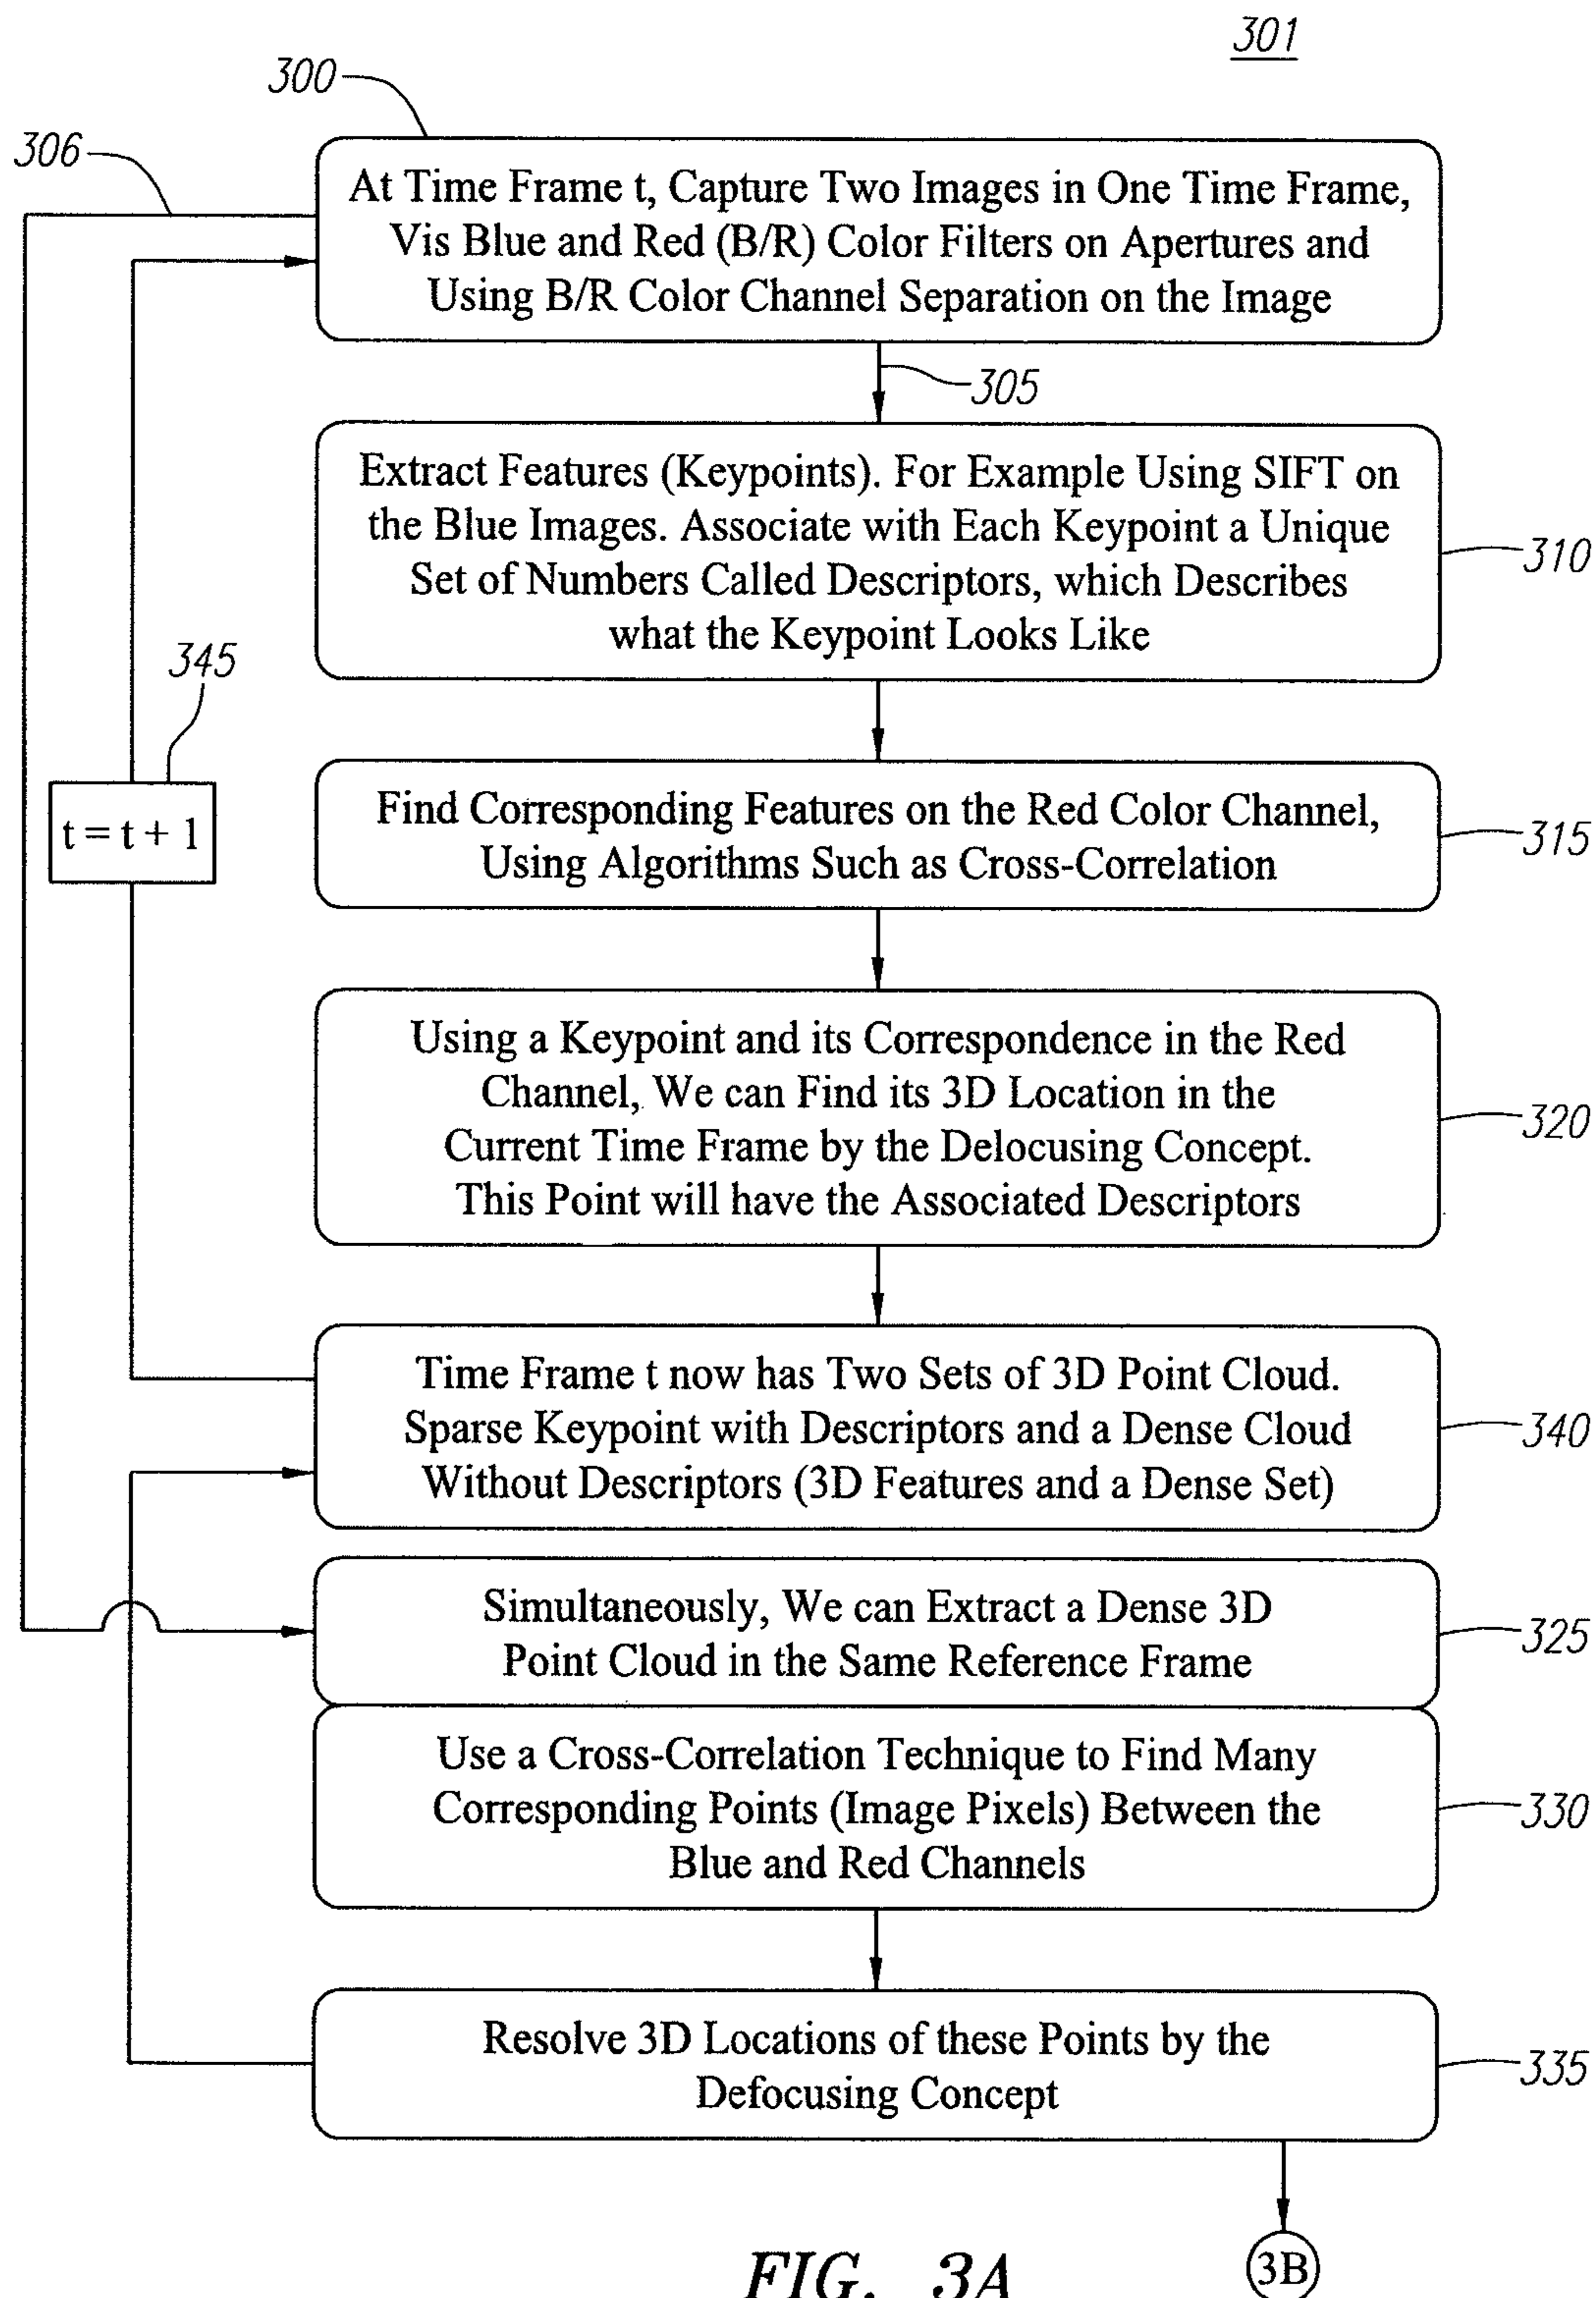 301
300
306
At Time Frame t, Capture Two Images in One Time Frame,
Vis Blue and Red (B/R) Color Filters on Apertures and
Using B/R Color Channel Separation on the Image
305
Extract Features (Keypoints). For Example Using SIFT on
the Blue Images. Associate with Each Keypoint a Unique
Set of Numbers Called Descriptors, which Describes
what the Keypoint Looks Like
310
345
t = t + 1
Find Corresponding Features on the Red Color Channel,
Using Algorithms Such as Cross-Correlation
315
Using a Keypoint and its Correspondence in the Red
Channel, We can Find its 3D Location in the
Current Time Frame by the Delocusing Concept.
This Point will have the Associated Descriptors
320
Time Frame t now has Two Sets of 3D Point Cloud.
Sparse Keypoint with Descriptors and a Dense Cloud
Without Descriptors (3D Features and a Dense Set)
340
Simultaneously, We can Extract a Dense 3D
Point Cloud in the Same Reference Frame
325
Use a Cross-Correlation Technique to Find Many
Corresponding Points (Image Pixels) Between the
Blue and Red Channels
330
Resolve 3D Locations of these Points by the
Defocusing Concept
335
3B
FIG. 3A